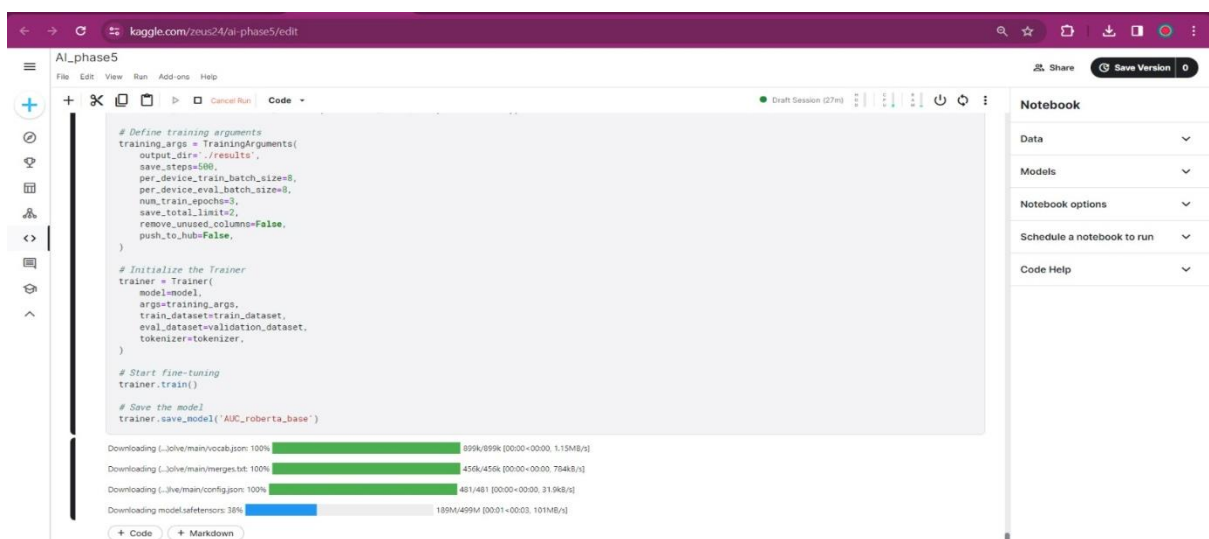 kaggle.com/zeus24/ai-phase5/edit
AI_phase5
File Edit View Run Add-ons Help
Share
Save Version 0
Cancel Run Code
Draft Session (27m)
# Define training arguments
training_args = TrainingArguments(
output_dir='./results',
save_steps=500,
per_device_train_batch_size=8,
per_device_eval_batch_size=8,
num_train_epochs=3,
save_total_limit=2,
remove_unused_columns=False,
push_to_hub=False,
)
# Initialize the Trainer
trainer = Trainer(
model=model,
args=training_args,
train_dataset=train_dataset,
eval_dataset=validation_dataset,
tokenizer=tokenizer,
)
# Start fine-tuning
trainer.train()
# Save the model
trainer.save_model('AUC_roberta_base')
Downloading (…)olve/main/vocab.json: 100% 899k/899k [00:00<00:00, 1.15MB/s]
Downloading (…)olve/main/merges.txt: 100% 456k/456k [00:00<00:00, 784kB/s]
Downloading (…)lve/main/config.json: 100% 481/481 [00:00<00:00, 31.9kB/s]
Downloading model.safetensors: 38% 189M/499M [00:01<00:03, 101MB/s]
+ Code + Markdown
Notebook
Data
Models
Notebook options
Schedule a notebook to run
Code Help